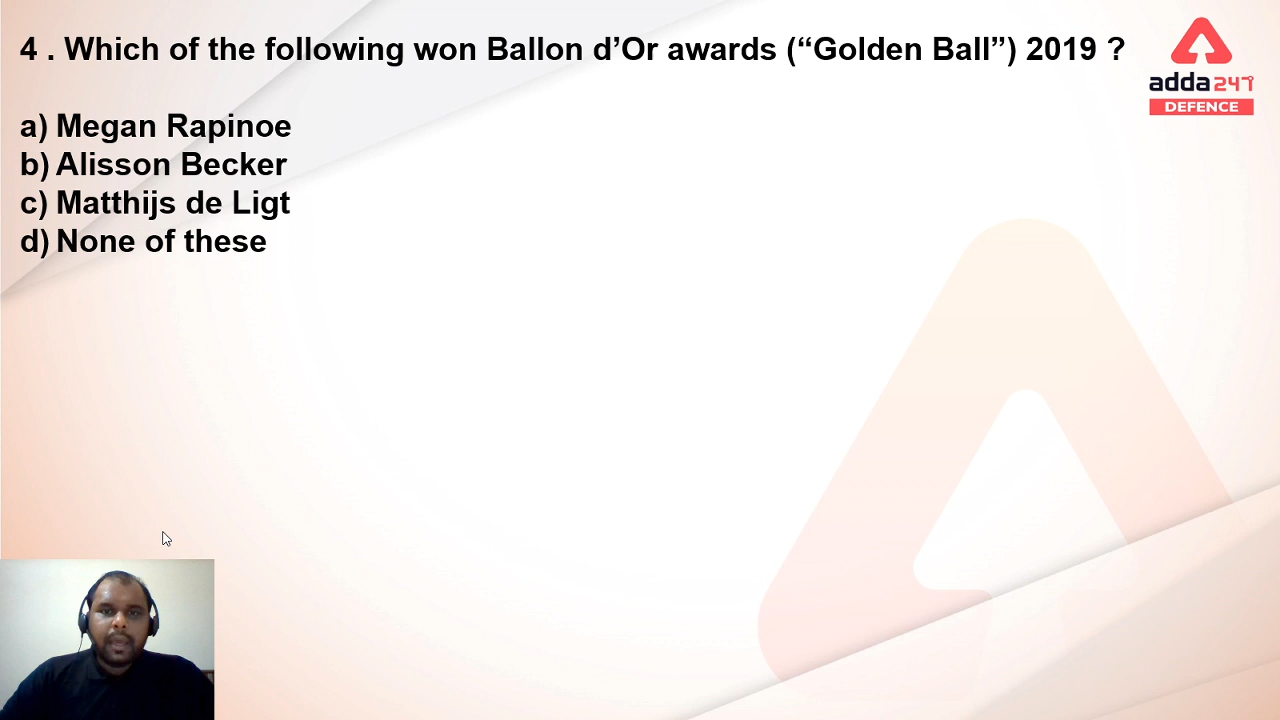 4 . Which of the following won Ballon d’Or awards (“Golden Ball”) 2019 ?
adda247
DEFENCE
a) Megan Rapinoe
b) Alisson Becker
c) Matthijs de Ligt
d) None of these